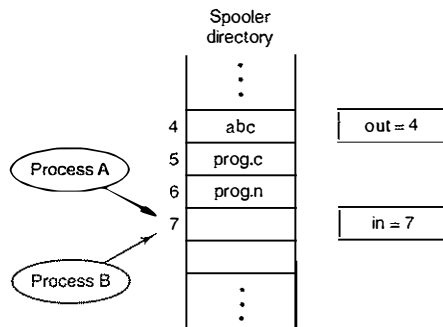 Spooler
directory
4 abc out = 4
5 prog.c
Process A
6 prog.n
7 in = 7
Process B